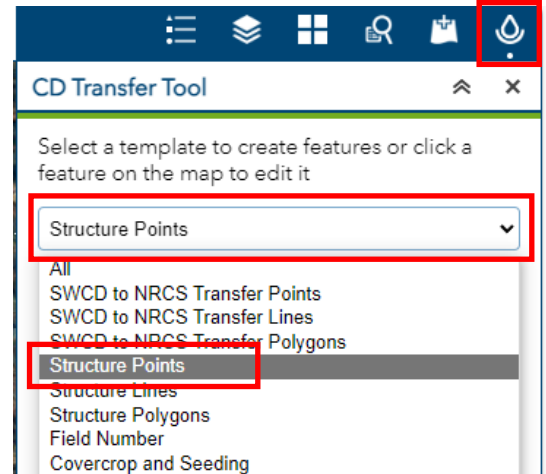 CD Transfer Tool
Select a template to create features or click a
feature on the map to edit it
Structure Points
All
SWCD to NRCS Transfer Points
SWCD to NRCS Transfer Lines
SWCD to NRCS Transfer Polygons
Structure Points
Structure Lines
Structure Polygons
Field Number
Covercrop and Seeding